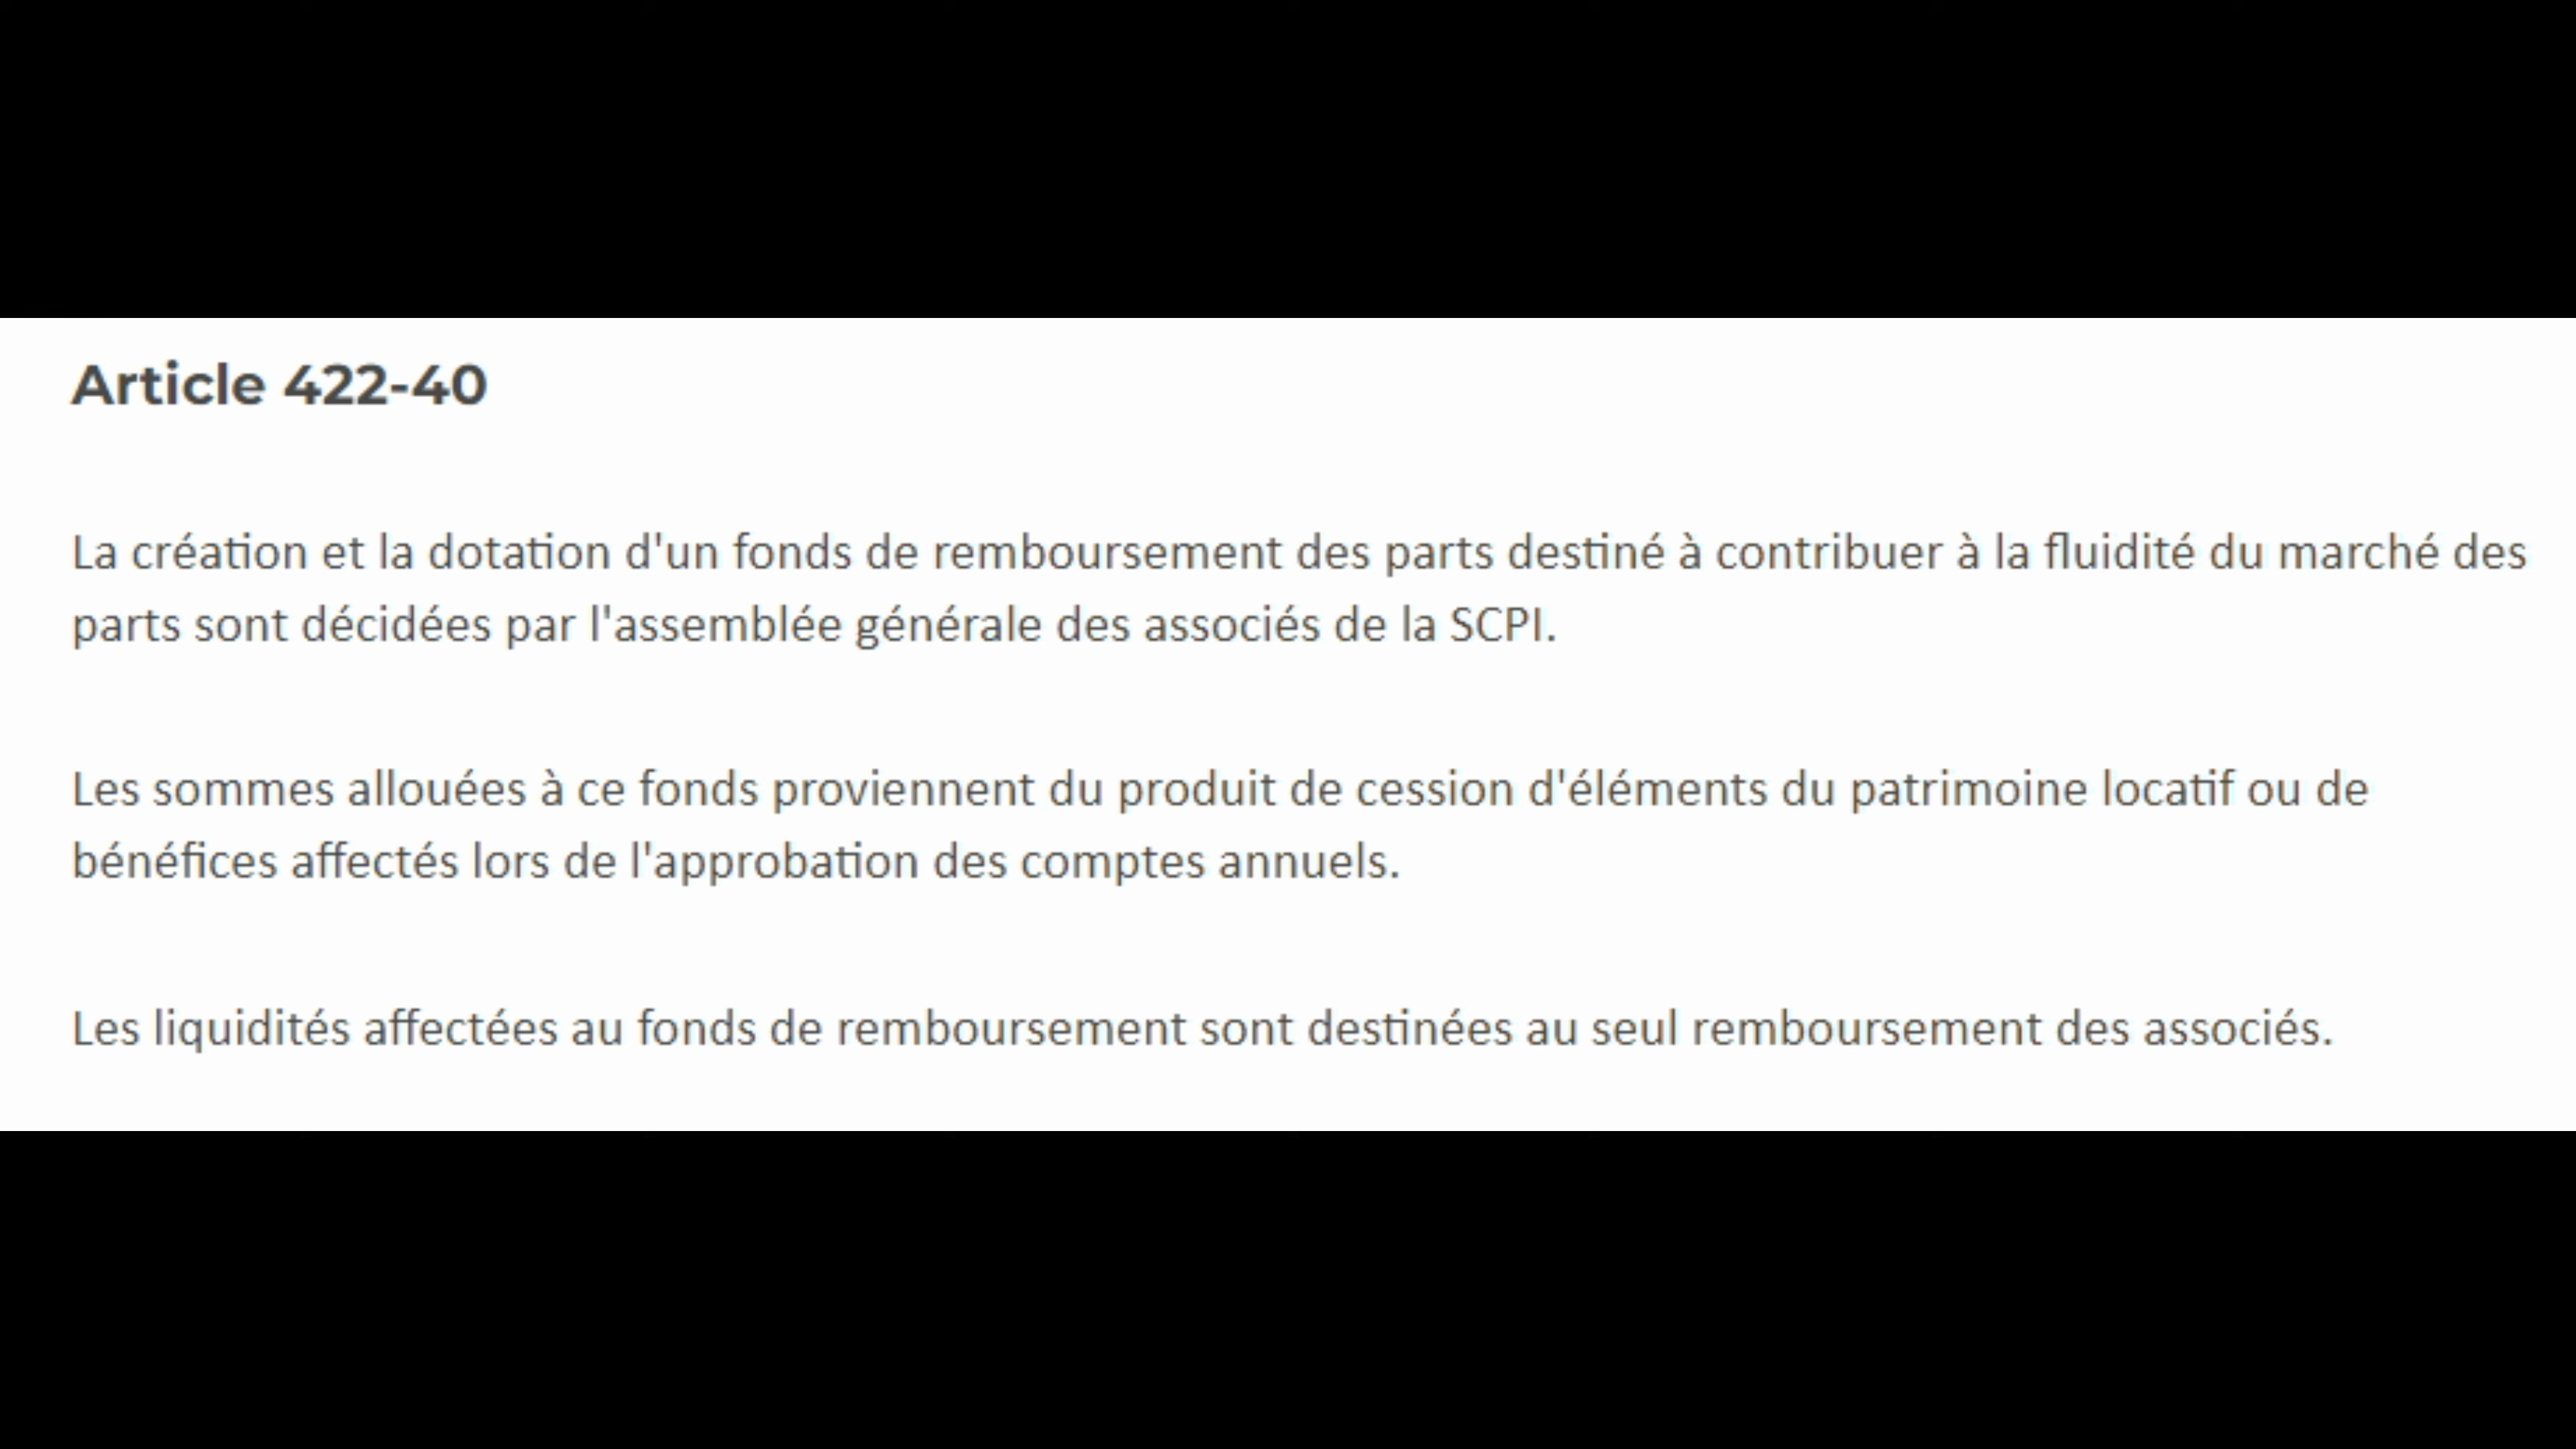 Article 422-40
La création et la dotation d'un fonds de remboursement des parts destiné à contribuer à la fluidité du marché des
parts sont décidées par l'assemblée générale des associés de la SCPI.
Les sommes allouées à ce fonds proviennent du produit de cession d'éléments du patrimoine locatif ou de
bénéfices affectés lors de l'approbation des comptes annuels.
Les liquidités affectées au fonds de remboursement sont destinées au seul remboursement des associés.